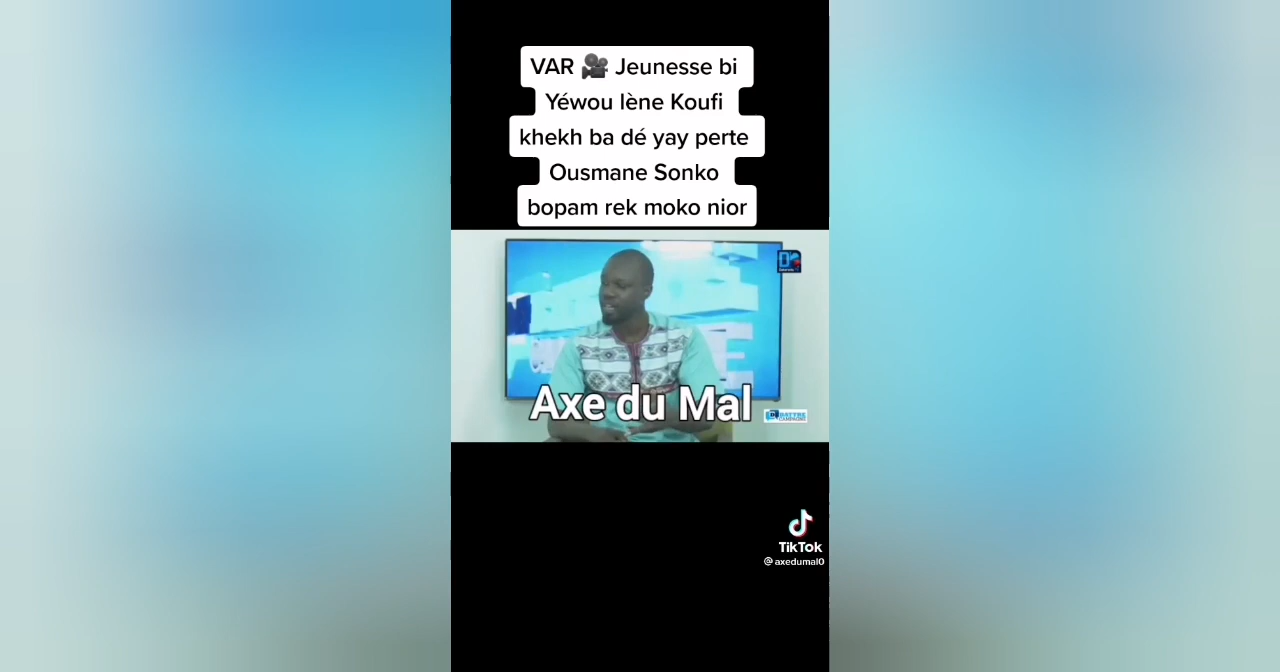 VAR 🎥 Jeunesse bi
Yéwou lène Koufi
khekh ba dé yay perte
Ousmane Sonko
bopam rek moko nior
Axe du Mal
TikTok
@axedumal0